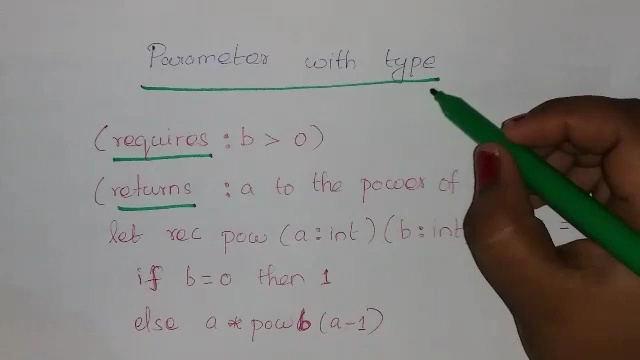 Parameter with type
(requires : b > 0)
(returns : a to the power of
let rec pow (a : int) (b : int =
if b = 0 then 1
else a * pow b (a-1)